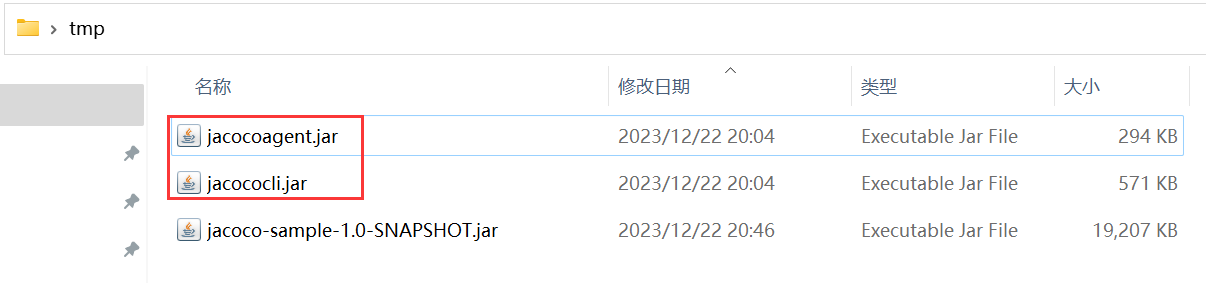 tmp
名称 修改日期 类型 大小
jacocoagent.jar 2023/12/22 20:04 Executable Jar File 294 KB
jacococli.jar 2023/12/22 20:04 Executable Jar File 571 KB
jacoco-sample-1.0-SNAPSHOT.jar 2023/12/22 20:46 Executable Jar File 19,207 KB